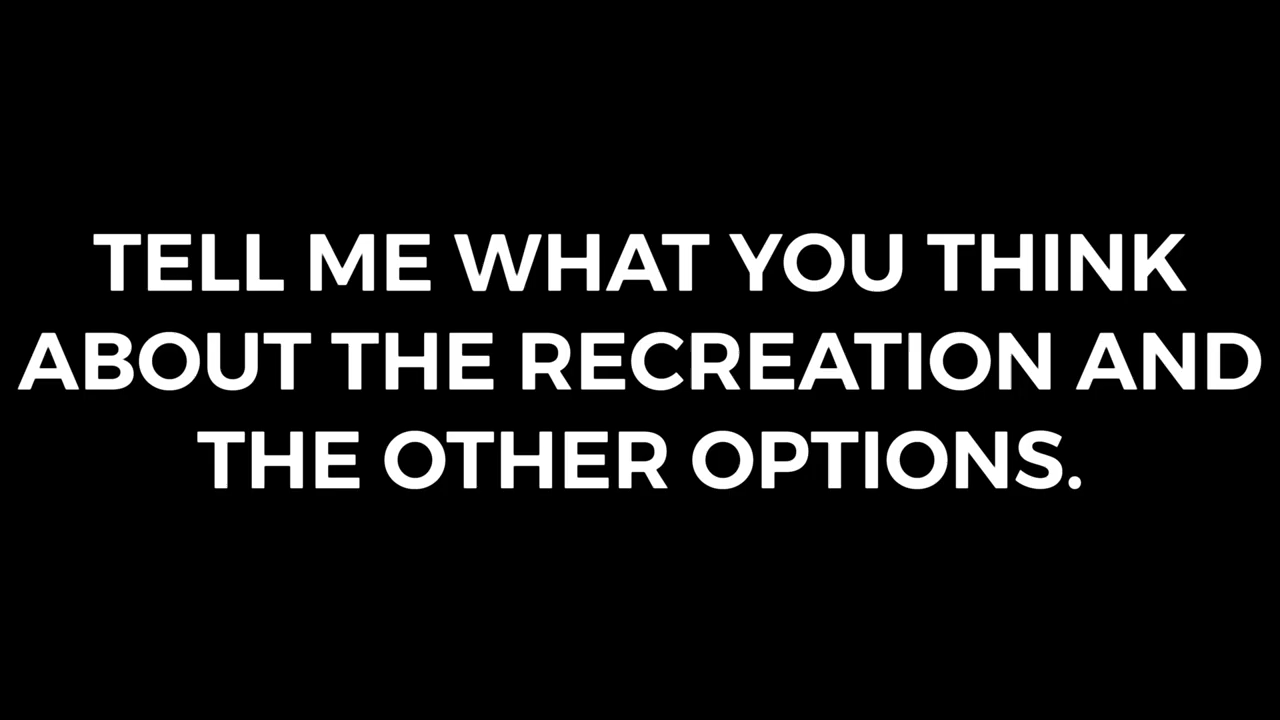 TELL ME WHAT YOU THINK
ABOUT THE RECREATION AND
THE OTHER OPTIONS.